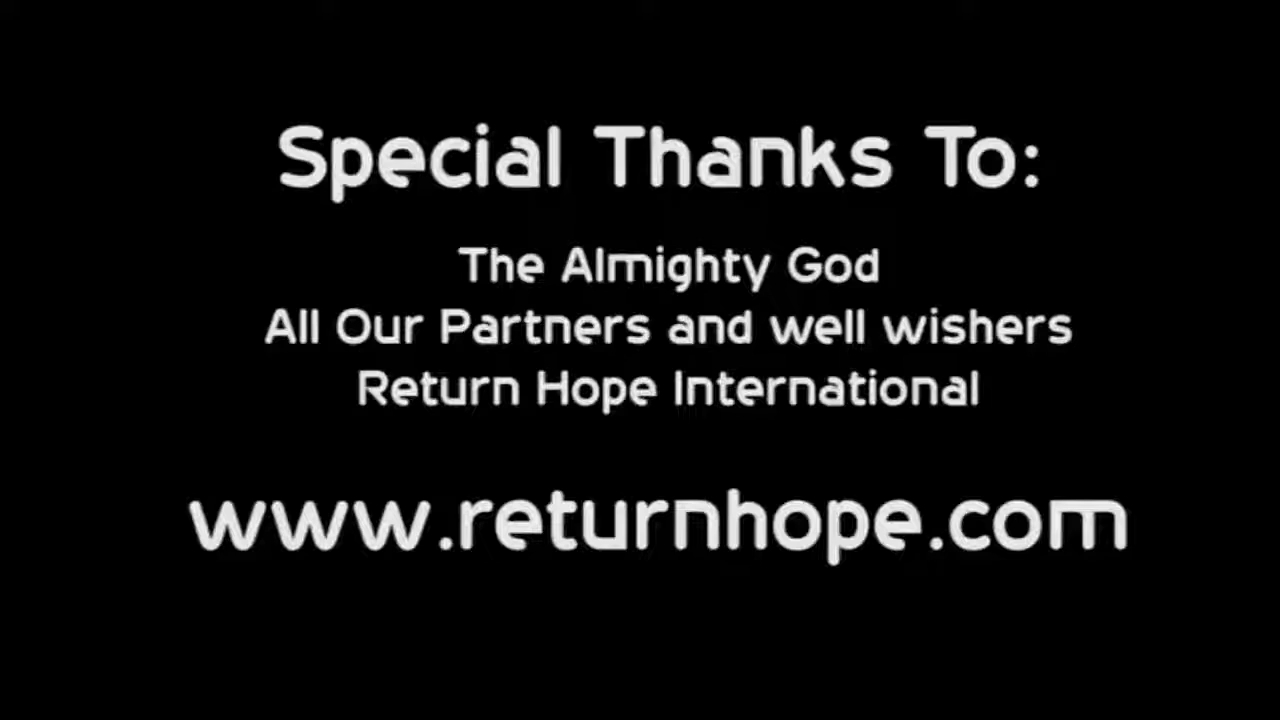 Special Thanks To:
The Almighty God
All Our Partners and well wishers
Return Hope International
www.returnhope.com